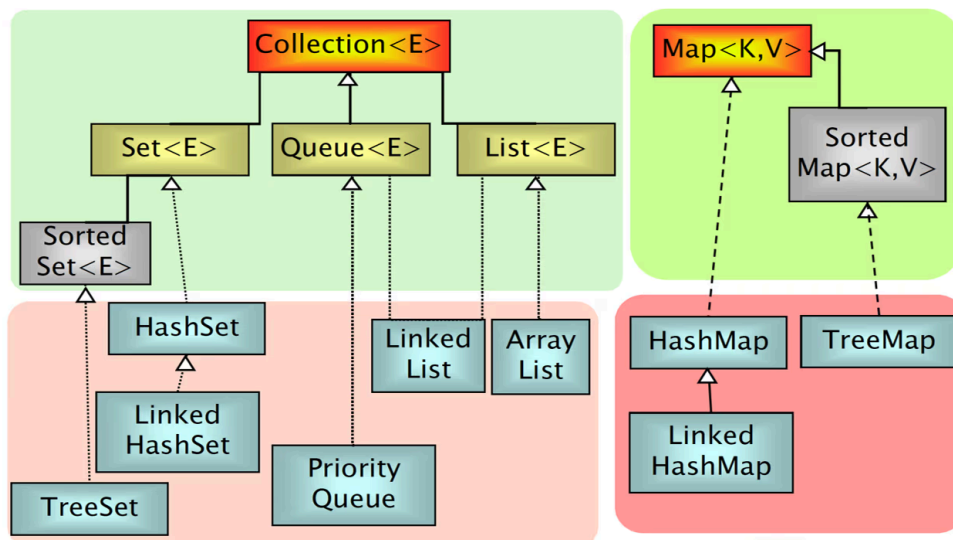 Collection<E>
Map<K,V>
Set<E>
Queue<E>
List<E>
Sorted
Map<K,V>
Sorted
Set<E>
HashSet
Linked
List
Array
List
HashMap
TreeMap
Linked
HashSet
Linked
HashMap
Priority
Queue
TreeSet